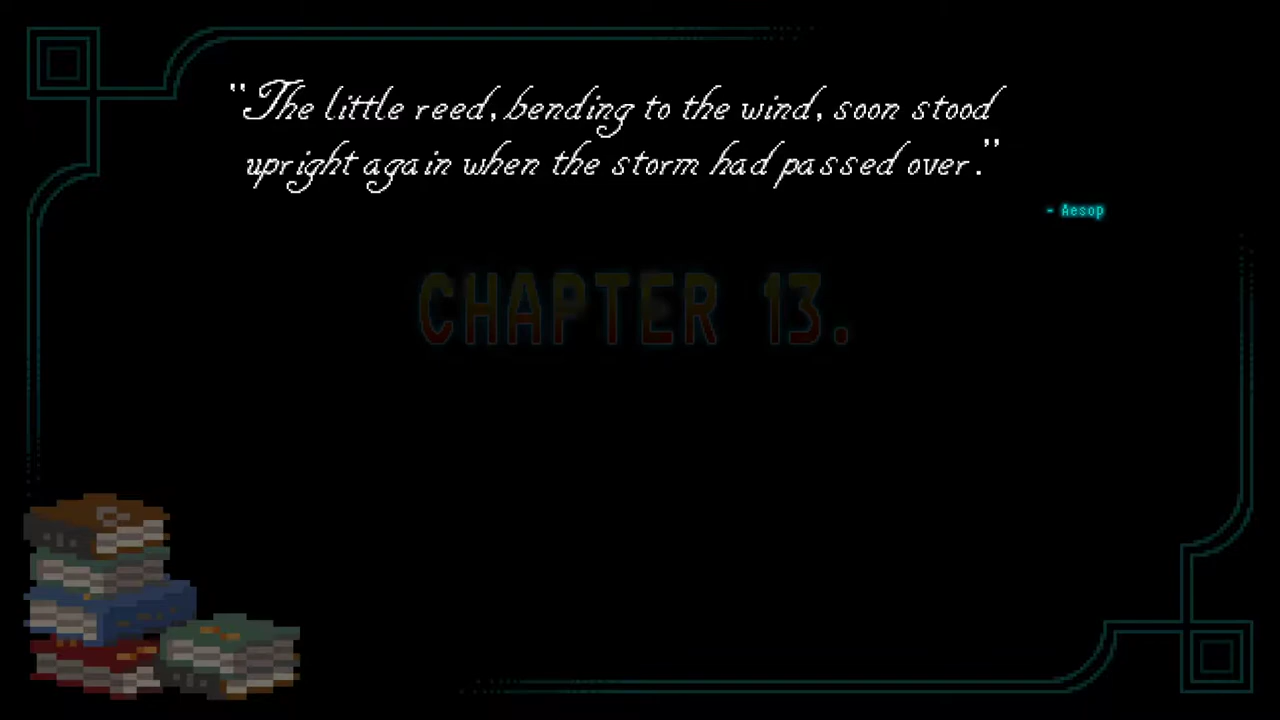 "The little reed, bending to the wind, soon stood
upright again when the storm had passed over."
- Aesop
CHAPTER 13.